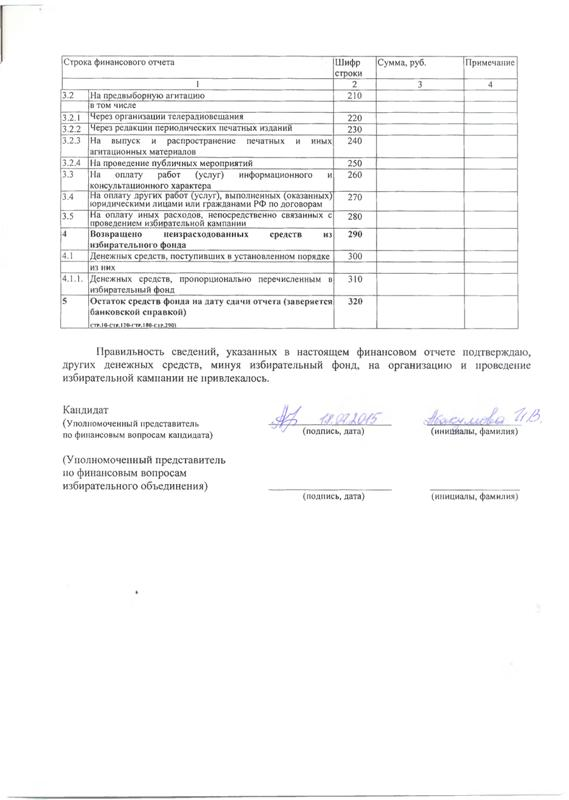 Строка финансового отчета Шифр строки Сумма, руб. Примечание
1 2 3 4
3.2 На предвыборную агитацию 210
в том числе
3.2.1 Через организации телерадиовещания 220
3.2.2 Через редакции периодических печатных изданий 230
3.2.3 На выпуск и распространение печатных и иных 240
агитационных материалов
3.2.4 На проведение публичных мероприятий 250
3.3 На оплату работ (услуг) информационного и 260
консультационного характера
3.4 На оплату других работ (услуг), выполненных (оказанных) 270
юридическими лицами или гражданами РФ по договорам
3.5 На оплату иных расходов, непосредственно связанных с 280
проведением избирательной кампании
4 Возвращено неизрасходованных средств из 290
избирательного фонда
4.1 Денежных средств, поступивших в установленном порядке 300
из них
4.1.1. Денежных средств, пропорционально перечисленным в 310
избирательный фонд
5 Остаток средств фонда на дату сдачи отчета (заверяется 320
банковской справкой)
(стр.10-стр.120-стр.180-стр.290)
Правильность сведений, указанных в настоящем финансовом отчете подтверждаю,
других денежных средств, минуя избирательный фонд, на организацию и проведение
избирательной кампании не привлекалось.
Кандидат
(Уполномоченный представитель 18.07.2015 И.В.
по финансовым вопросам кандидата) (подпись, дата) (инициалы, фамилия)
(Уполномоченный представитель
по финансовым вопросам
избирательного объединения)
(подпись, дата) (инициалы, фамилия)